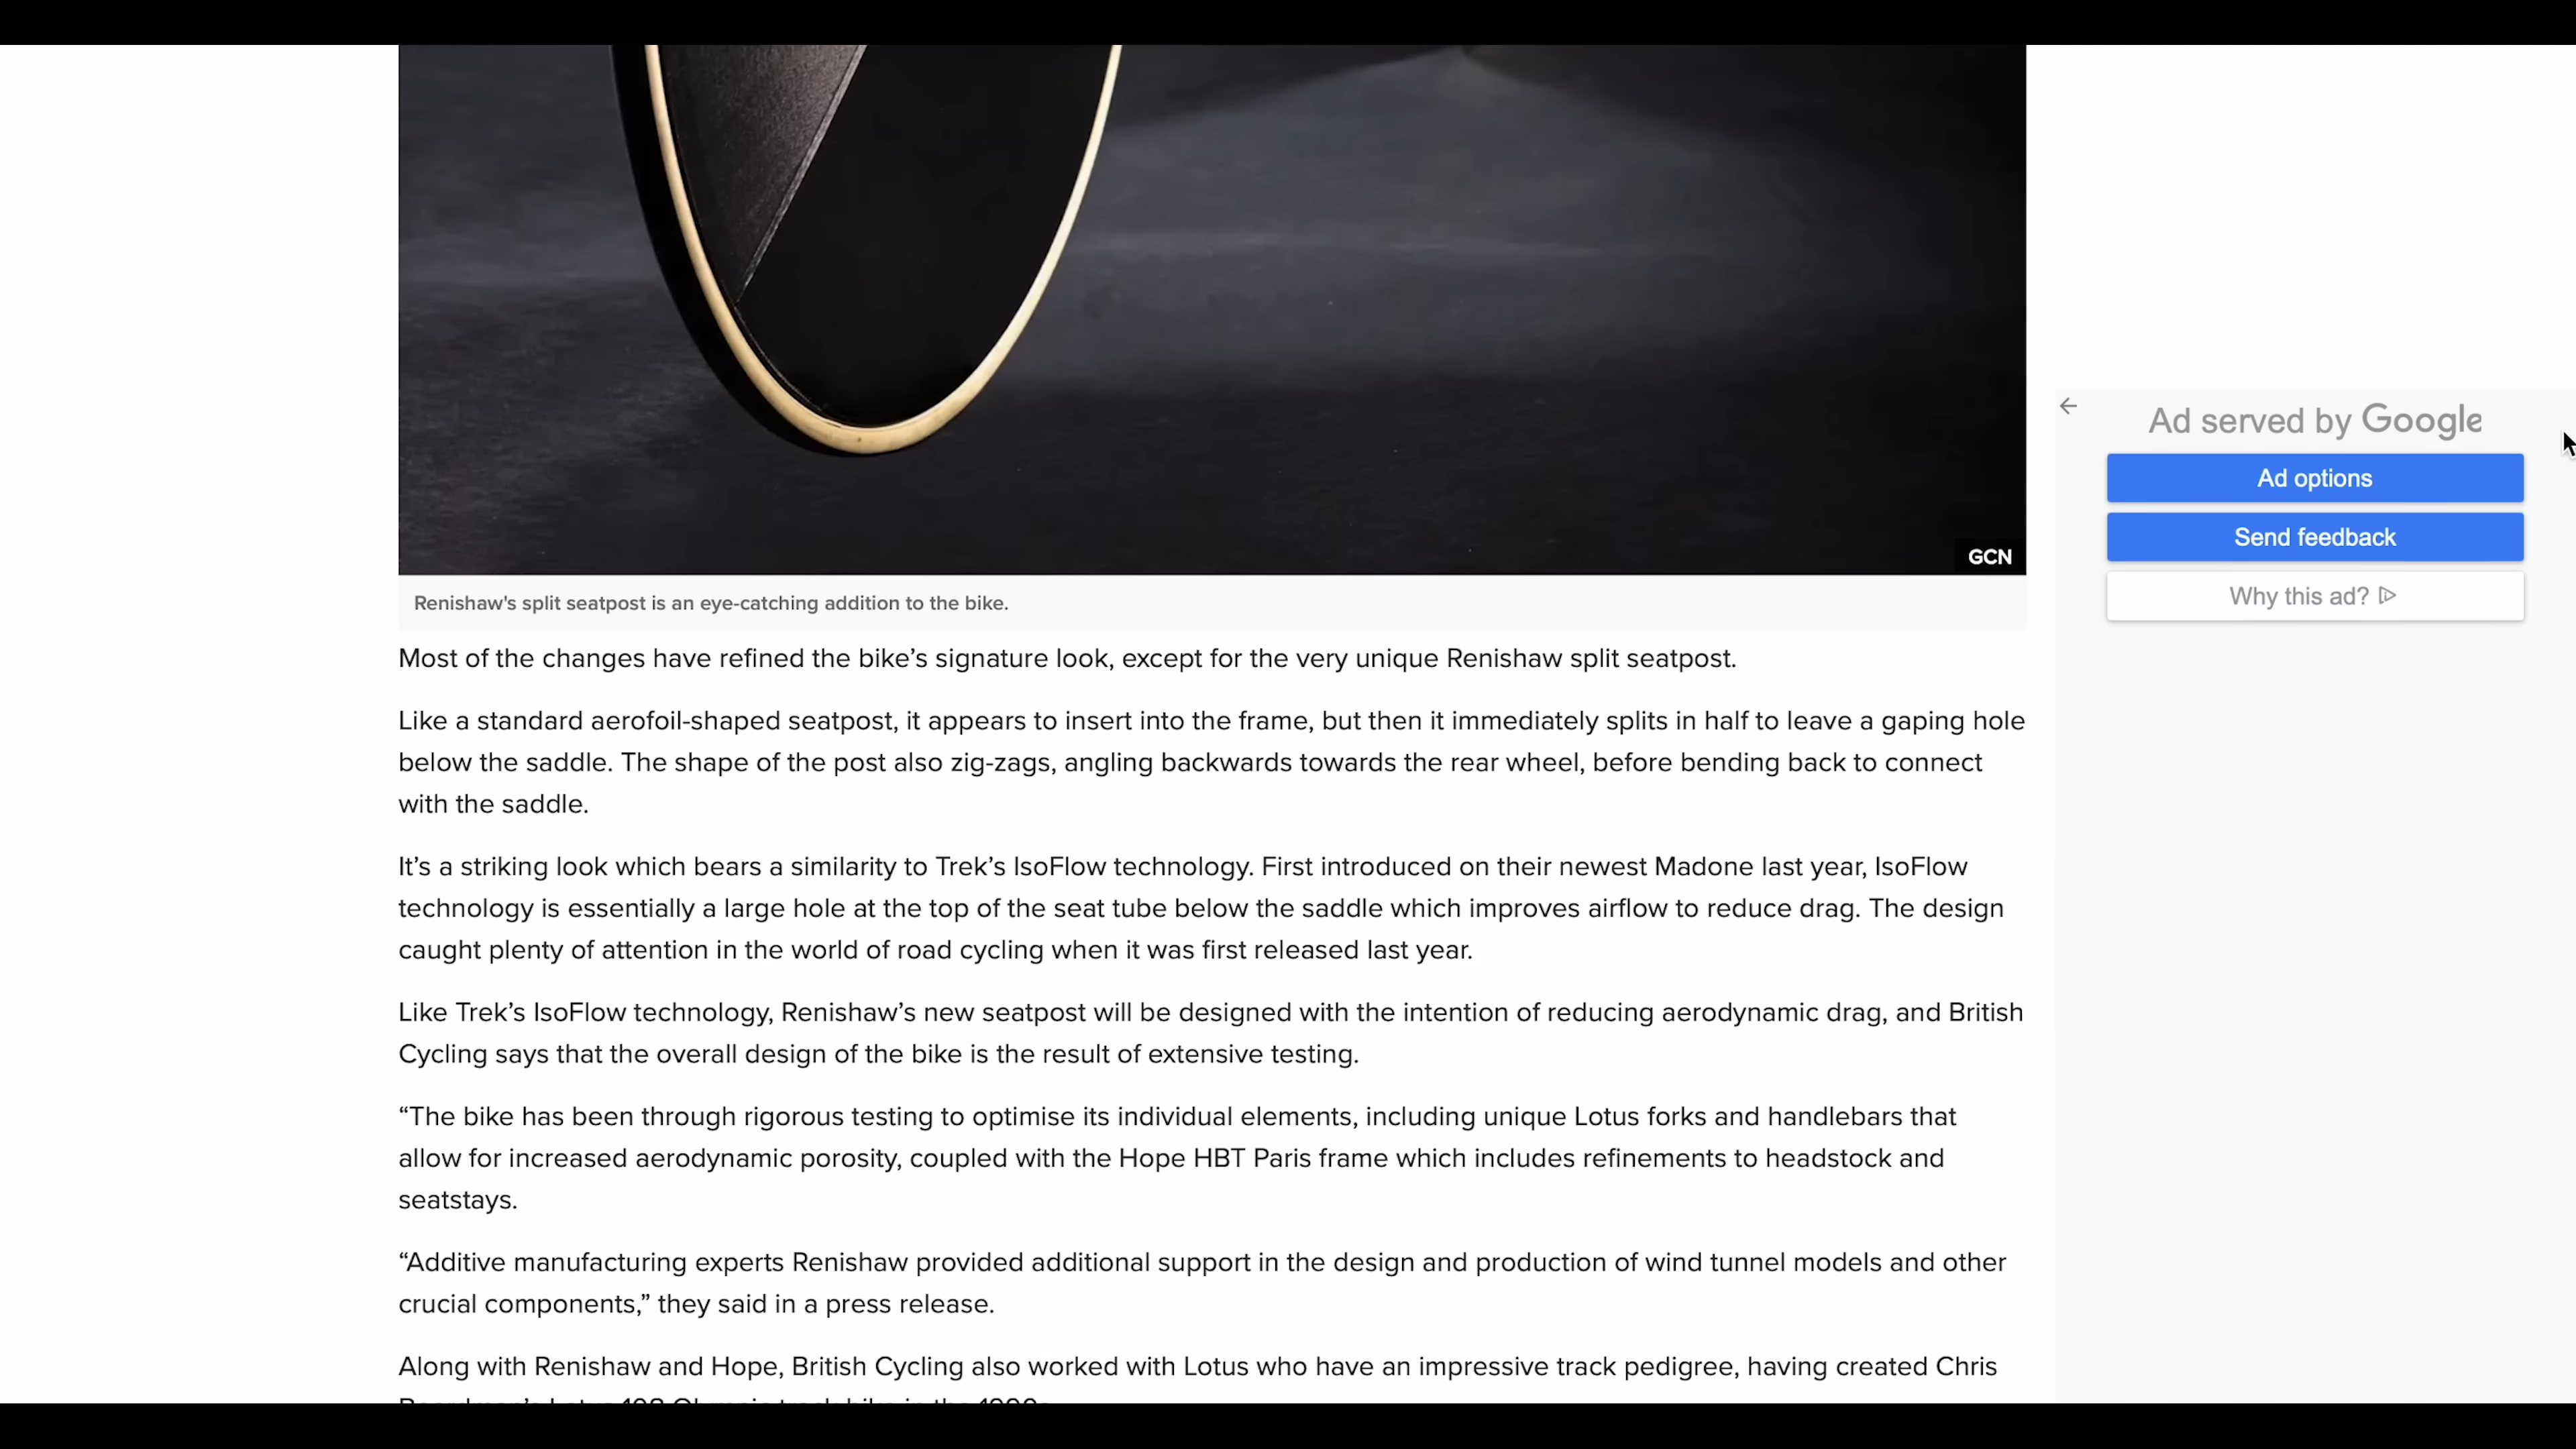 GCN
Renishaw's split seatpost is an eye-catching addition to the bike.
Most of the changes have refined the bike’s signature look, except for the very unique Renishaw split seatpost.
Like a standard aerofoil-shaped seatpost, it appears to insert into the frame, but then it immediately splits in half to leave a gaping hole
below the saddle. The shape of the post also zig-zags, angling backwards towards the rear wheel, before bending back to connect
with the saddle.
It’s a striking look which bears a similarity to Trek’s IsoFlow technology. First introduced on their newest Madone last year, IsoFlow
technology is essentially a large hole at the top of the seat tube below the saddle which improves airflow to reduce drag. The design
caught plenty of attention in the world of road cycling when it was first released last year.
Like Trek’s IsoFlow technology, Renishaw’s new seatpost will be designed with the intention of reducing aerodynamic drag, and British
Cycling says that the overall design of the bike is the result of extensive testing.
“The bike has been through rigorous testing to optimise its individual elements, including unique Lotus forks and handlebars that
allow for increased aerodynamic porosity, coupled with the Hope HBT Paris frame which includes refinements to headstock and
seatstays.
“Additive manufacturing experts Renishaw provided additional support in the design and production of wind tunnel models and other
crucial components,” they said in a press release.
Along with Renishaw and Hope, British Cycling also worked with Lotus who have an impressive track pedigree, having created Chris
Ad served by Google
Ad options
Send feedback
Why this ad?